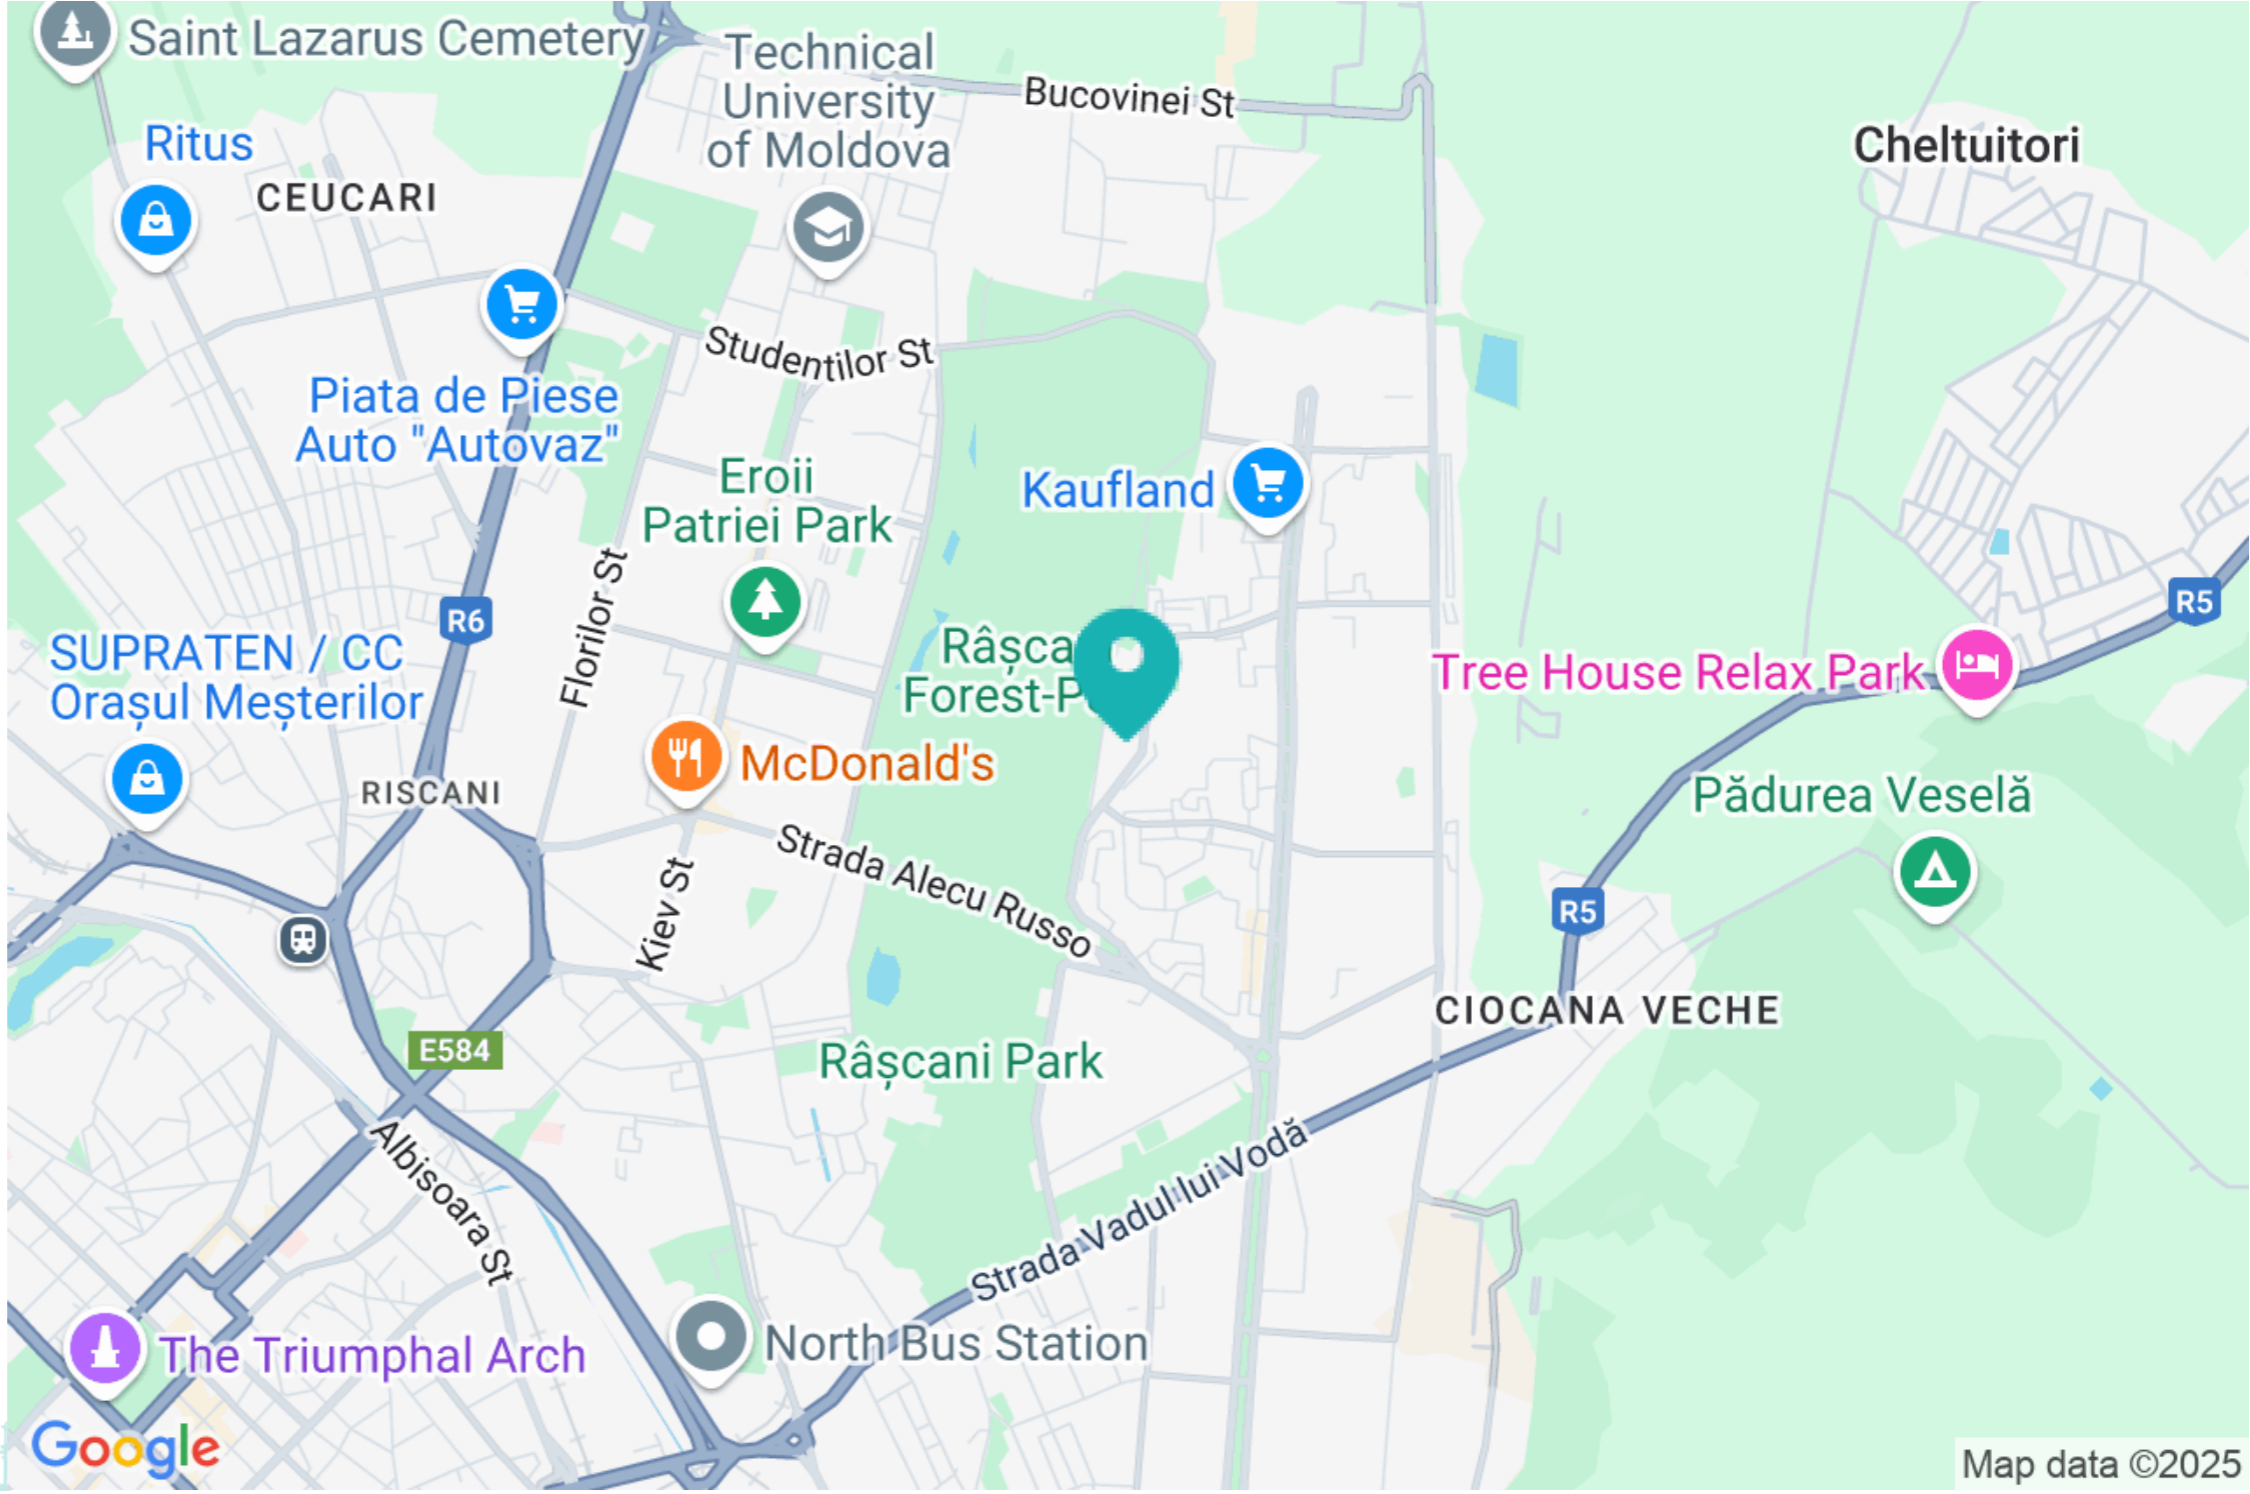 Saint Lazarus Cemetery
Technical
University
of Moldova
Bucovinei St
Ritus
CEUCARI
Cheltuitori
Studentilor St
Piata de Piese
Auto "Autovaz"
Eroii
Patriei Park
Kaufland
R6
Florilor St
R5
SUPRATEN / CC
Orașul Meșterilor
Râșca
Forest-P
Tree House Relax Park
McDonald's
RISCANI
Pădurea Veselă
Strada Alecu Russo
Kiev St
R5
CIOCANA VECHE
E584
Râșcani Park
Albisoara St
Strada Vadul lui Vodă
North Bus Station
The Triumphal Arch
Google
Map data ©2025